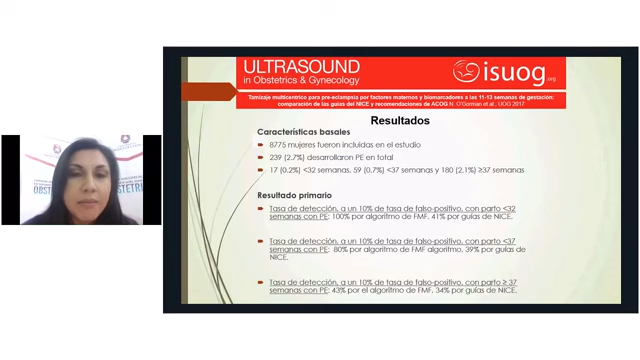 ULTRASOUND
in Obstetrics & Gynecology
isuog.org
Tamizaje multicentrico para pre-eclampsia por factores maternos y biomarcadores a las 11-13 semanas de gestación:
comparación de las guías del NICE y recomendaciones de ACOG N. O'Gorman et al., UOG 2017
Resultados
Características basales
8775 mujeres fueron incluidas en el estudio
239 (2.7%) desarrollaron PE en total
17 (0.2%) <32 semanas, 59 (0.7%) <37 semanas y 180 (2.1%) ≥37 semanas
Resultado primario
Tasa de detección, a un 10% de tasa de falso-positivo, con parto <32
semanas con PE: 100% por algoritmo de FMF, 41% por guías de NICE.
Tasa de detección, a un 10% de tasa de falso-positivo, con parto <37
semanas con PE: 80% por algoritmo de FMF algoritmo, 39% por guías de
NICE.
Tasa de detección, a un 10% de tasa de falso-positivo, con parto ≥ 37
semanas con PE: 43% por el algoritmo de FMF, 34% por guías de NICE.